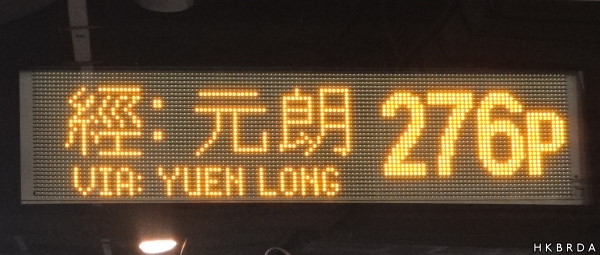 經: 元朗 276P
VIA: YUEN LONG
HKBRDA